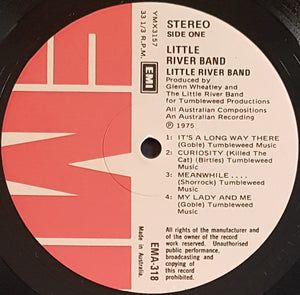 YMAX3157
33 1/3 R.P.M.
EMI
EMI
STEREO
SIDE ONE
LITTLE
RIVER BAND
LITTLE RIVER BAND
Produced by
Glenn Wheatley and
The Little River Band
for Tumbleweed Productions
All Australian Compositions
An Australian Recording
Ⓟ 1975
1: IT'S A LONG WAY THERE
(Goble) Tumbleweed Music
2: CURIOSITY (Killed The
Cat) (Birtles) Tumbleweed
Music
3: MEANWHILE ....
(Shorrock) Tumbleweed
Music
4: MY LADY AND ME
(Goble) Tumbleweed
Music
All rights of the manufacturer and
of the owner of the record
work reserved. Unauthorised
public performance,
broadcasting and
copying of
this record
prohibited.
EMA-318
Made in Australia.